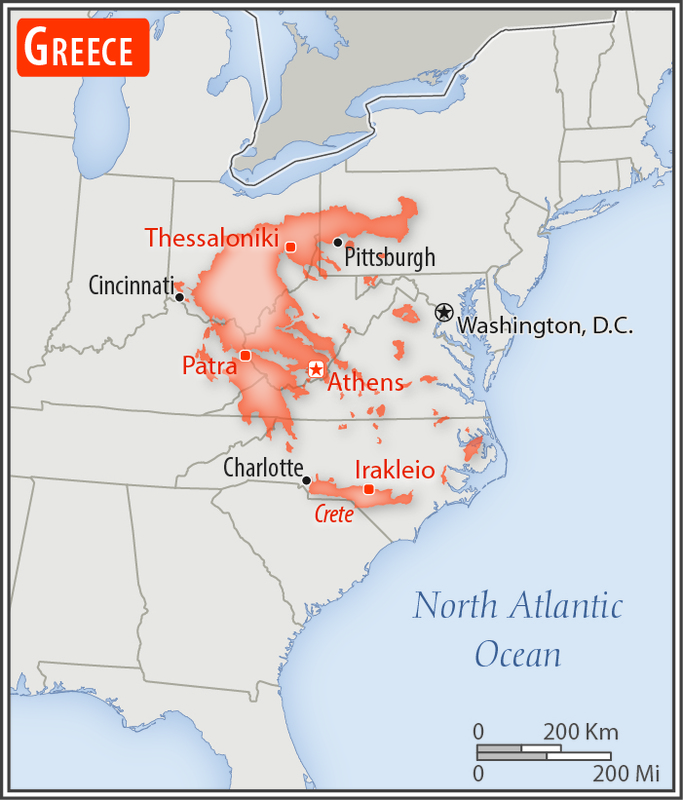 GREECE
Thessaloniki
Pittsburgh
Cincinnati
Washington, D.C.
Patra
Athens
Charlotte
Irakleio
Crete
North Atlantic
Ocean
0 200 Km
0 200 Mi